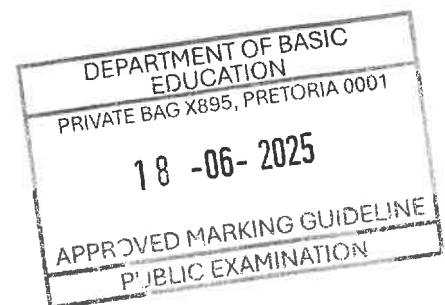 DEPARTMENT OF BASIC
EDUCATION
PRIVATE BAG X895, PRETORIA 0001
18 -06- 2025
APPROVED MARKING GUIDELINE
PUBLIC EXAMINATION